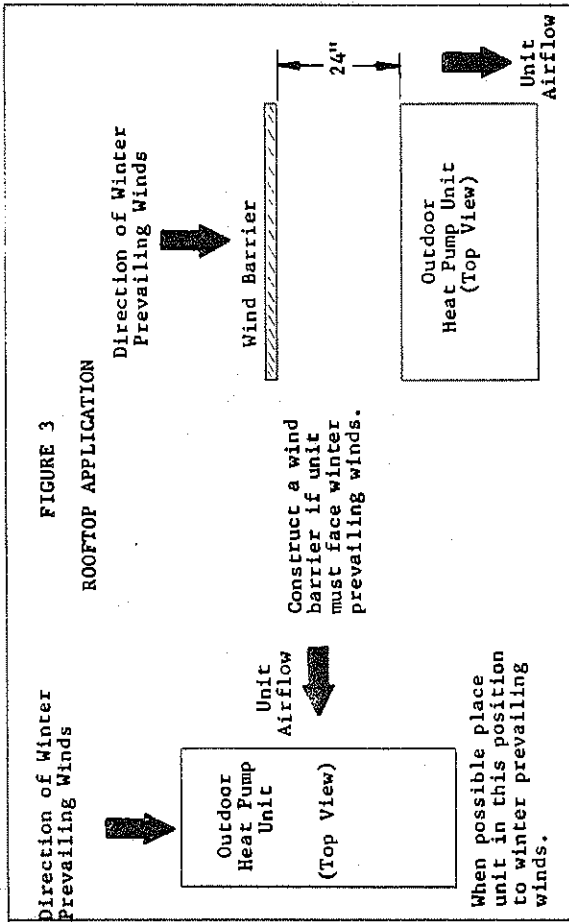 FIGURE 3
ROOFTOP APPLICATION
Direction of Winter
Prevailing Winds
Outdoor
Heat Pump
Unit
(Top View)
Unit
Airflow
When possible place
unit in this position
to winter prevailing
winds.
Construct a wind
barrier if unit
must face winter
prevailing winds.
Direction of Winter
Prevailing Winds
Wind Barrier
24"
Outdoor
Heat Pump Unit
(Top View)
Unit
Airflow